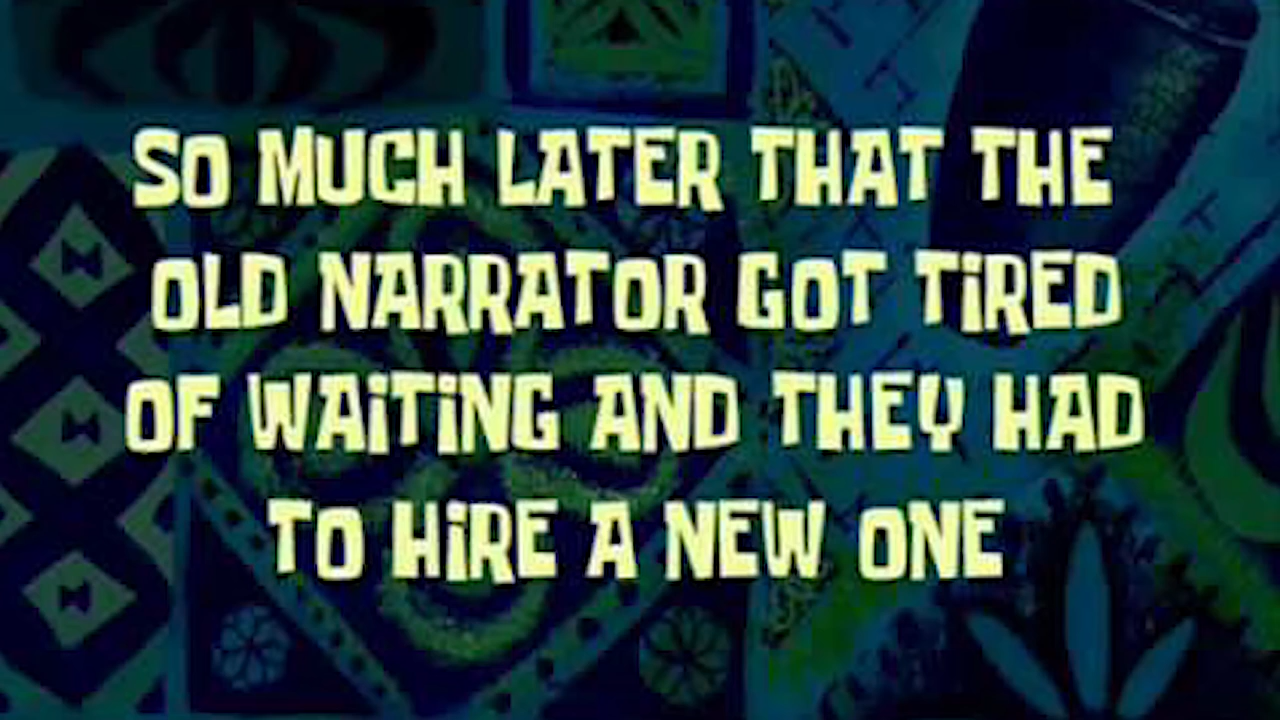 SO MUCH LATER THAT THE
OLD NARRATOR GOT TiRED
OF WAiTiNG AND THEY HAD
TO HiRE A NEW ONE